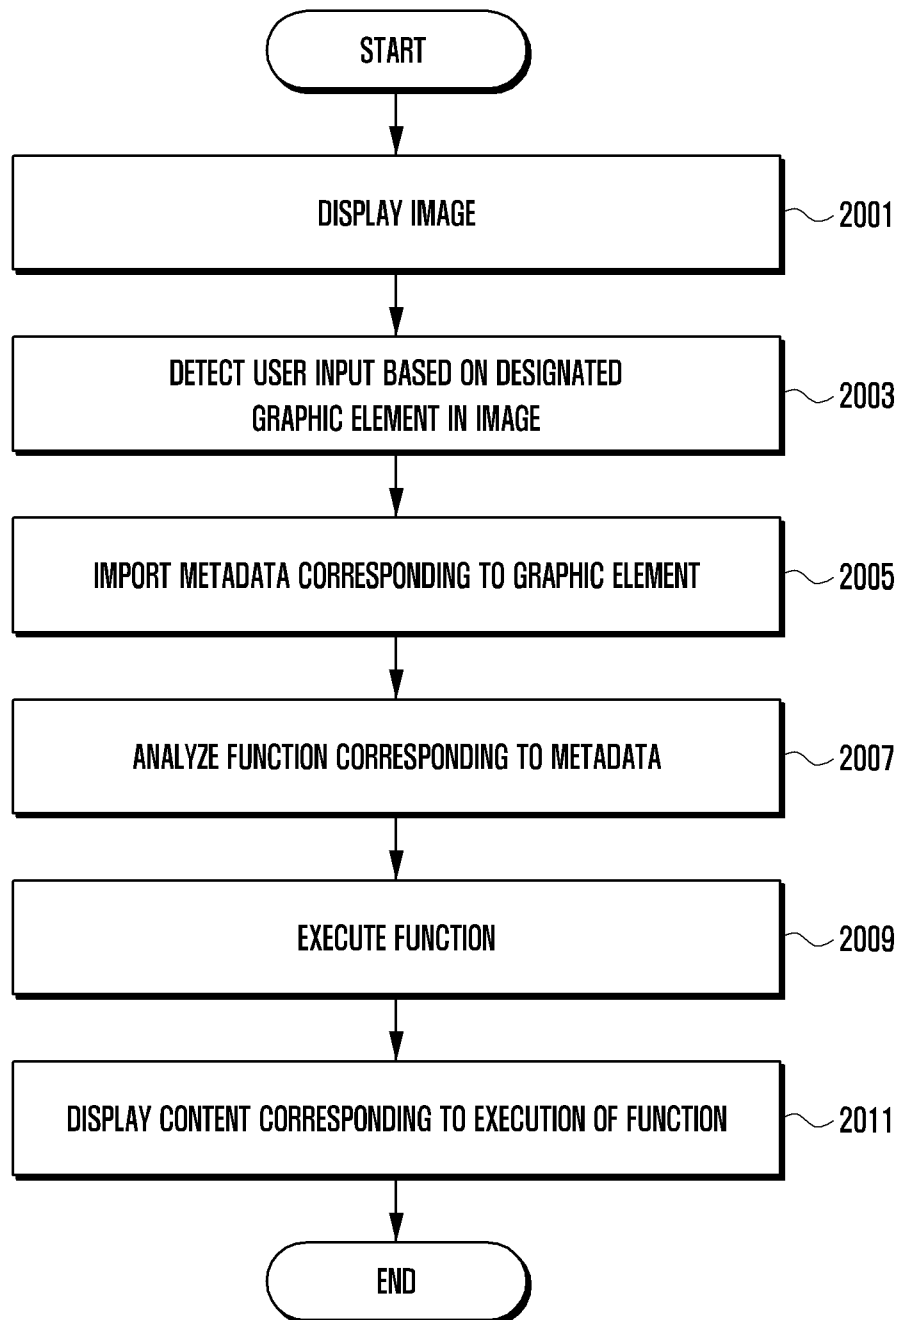 START
DISPLAY IMAGE
2001
DETECT USER INPUT BASED ON DESIGNATED
GRAPHIC ELEMENT IN IMAGE
2003
IMPORT METADATA CORRESPONDING TO GRAPHIC ELEMENT
2005
ANALYZE FUNCTION CORRESPONDING TO METADATA
2007
EXECUTE FUNCTION
2009
DISPLAY CONTENT CORRESPONDING TO EXECUTION OF FUNCTION
2011
END